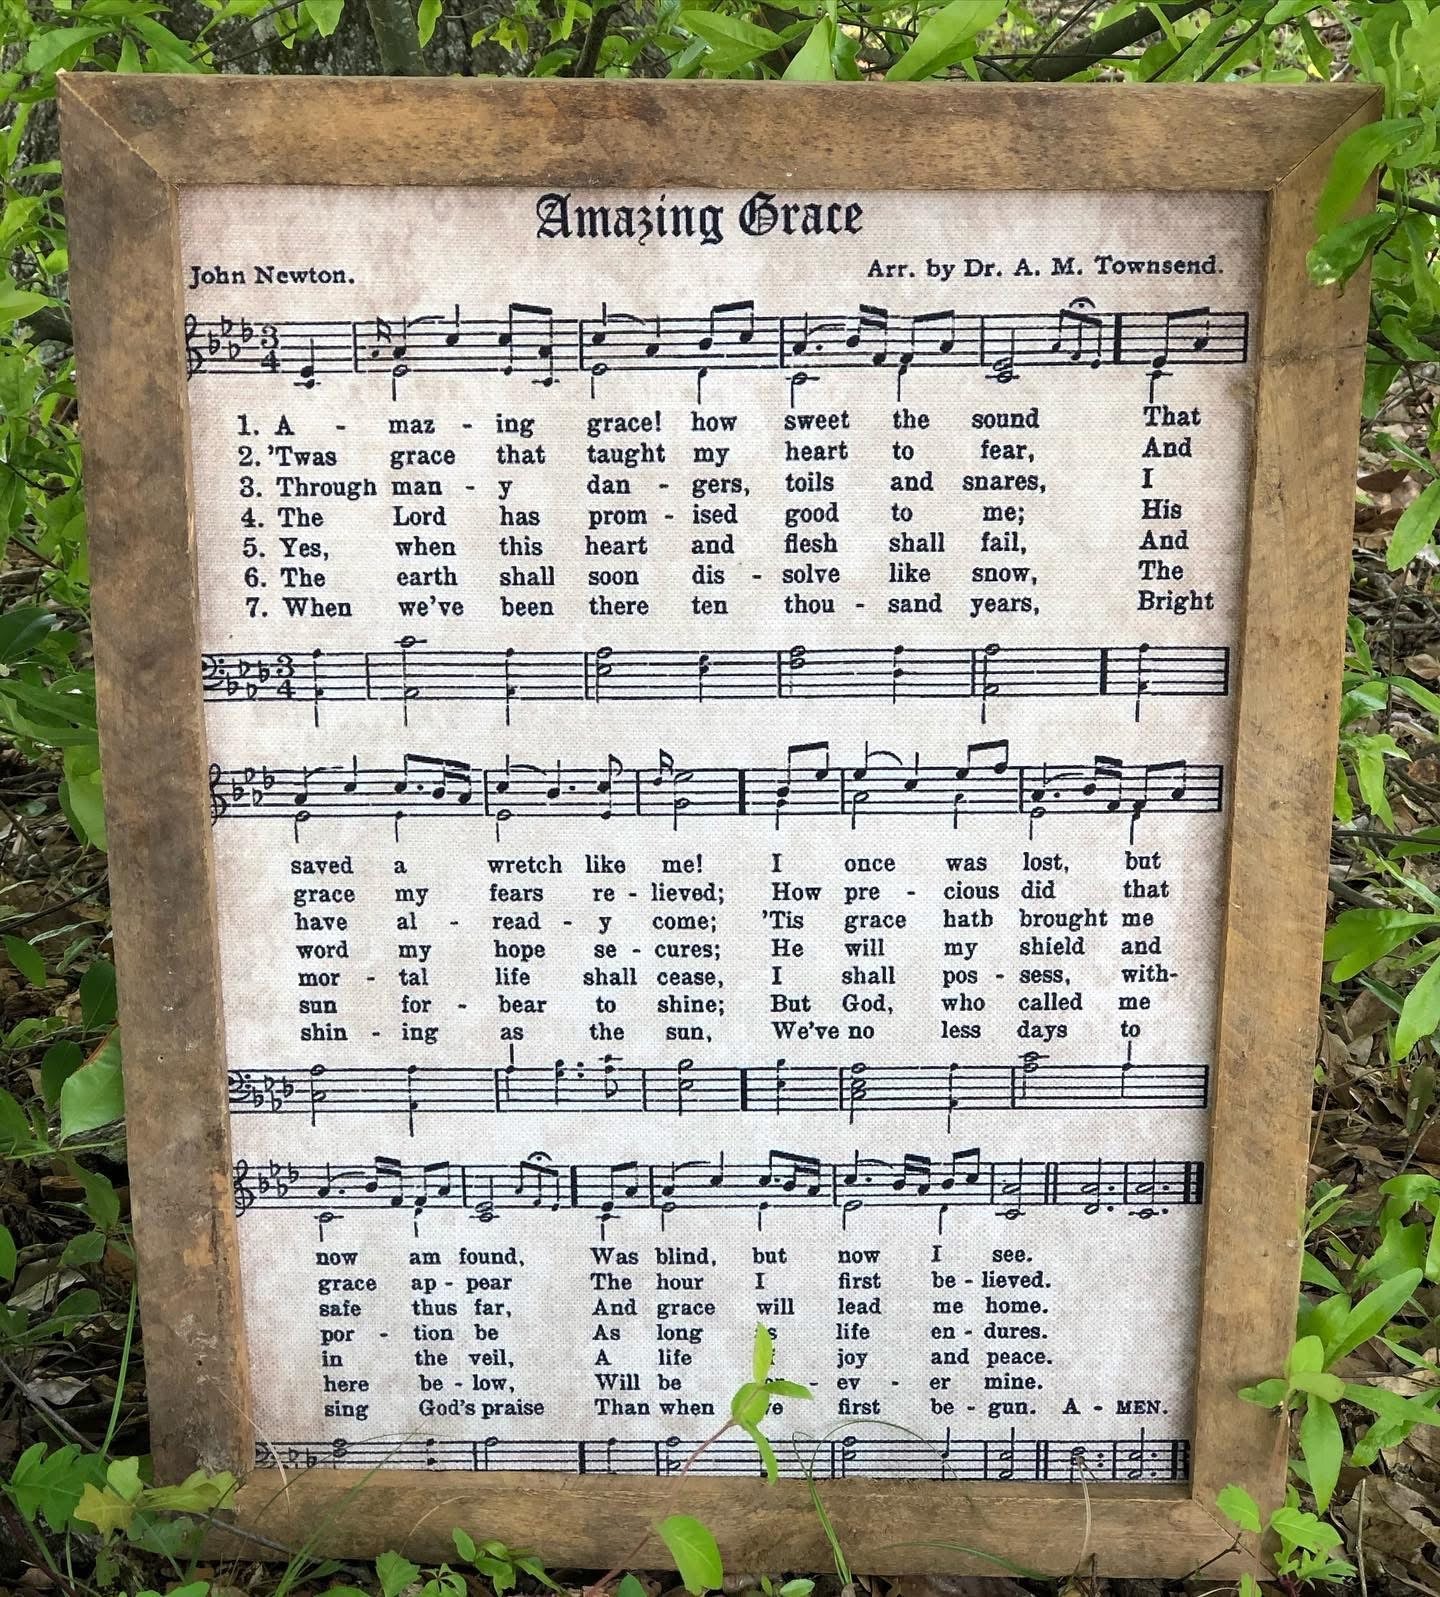 Amazing Grace
John Newton. Arr. by Dr. A. M. Townsend.
3 4
1. A - maz - ing grace! how sweet the sound That
2. 'Twas grace that taught my heart to fear, And
3. Through man - y dan - gers, toils and snares, I
4. The Lord has prom - ised good to me; His
5. Yes, when this heart and flesh shall fail, And
6. The earth shall soon dis - solve like snow, The
7. When we've been there ten thou - sand years, Bright
3 4
saved a wretch like me! I once was lost, but
grace my fears re - lieved; How pre - cious did that
have al - read - y come; 'Tis grace hath brought me
word my hope se - cures; He will my shield and
mor - tal life shall cease, I shall pos - sess, with-
sun for - bear to shine; But God, who called me
shin - ing as the sun, We've no less days to
now am found, Was blind, but now I see.
grace ap - pear The hour I first be - lieved.
safe thus far, And grace will lead me home.
por - tion be As long life en - dures.
in the veil, A life joy and peace.
here be - low, Will be - ev - er mine.
sing God's praise Than when first be - gun. A - MEN.